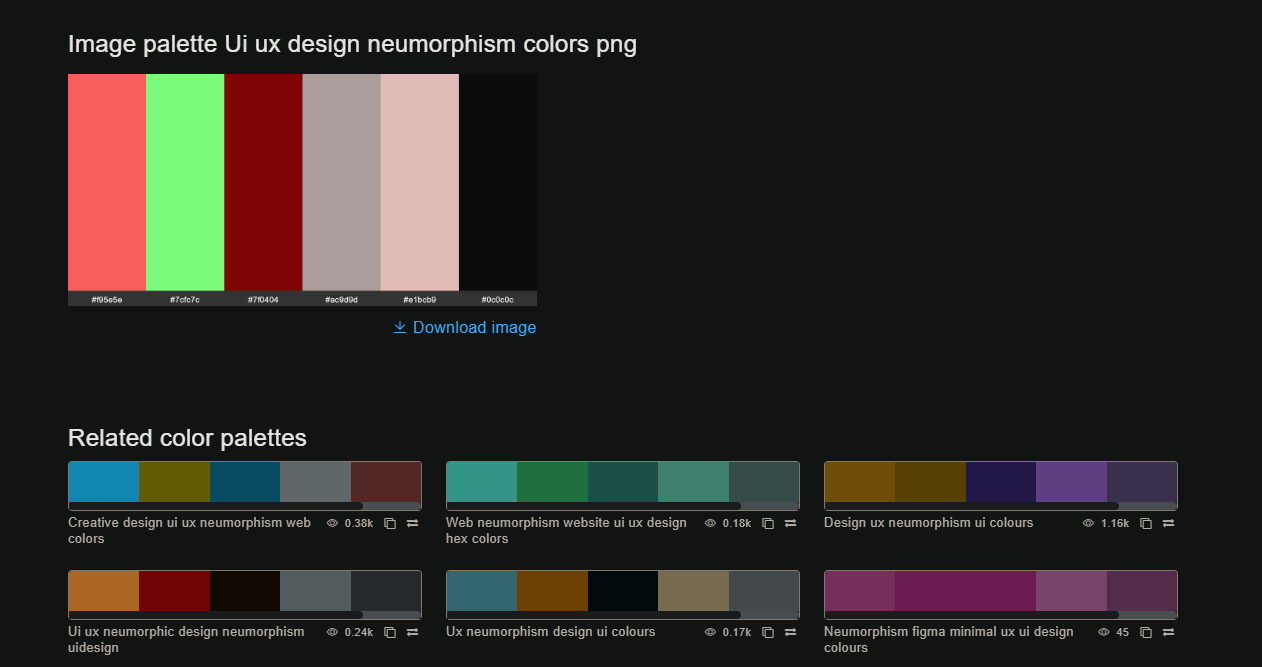 Image palette Ui ux design neumorphism colors png
#f95e5e #7cfc7c #7f0404 #ac9d9d #e1bcb9 #0c0c0c
Download image
Related color palettes
Creative design ui ux neumorphism web
colors
0.38k
Web neumorphism website ui ux design
hex colors
0.18k
Design ux neumorphism ui colours
1.16k
Ui ux neumorphic design neumorphism
uidesign
0.24k
Ux neumorphism design ui colours
0.17k
Neumorphism figma minimal ux ui design
colours
45